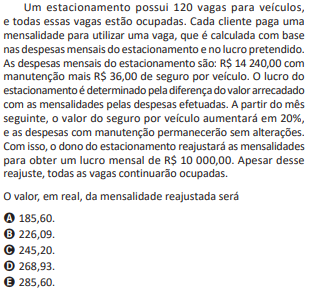 Um estacionamento possui 120 vagas para veículos,
e todas essas vagas estão ocupadas. Cada cliente paga uma
mensalidade para utilizar uma vaga, que é calculada com base
nas despesas mensais do estacionamento e no lucro pretendido.
As despesas mensais do estacionamento são: R$ 14 240,00 com
manutenção mais R$ 36,00 de seguro por veículo. O lucro do
estacionamento é determinado pela diferença do valor arrecadado
com as mensalidades pelas despesas efetuadas. A partir do mês
seguinte, o valor do seguro por veículo aumentará em 20%,
e as despesas com manutenção permanecerão sem alterações.
Com isso, o dono do estacionamento reajustará as mensalidades
para obter um lucro mensal de R$ 10 000,00. Apesar desse
reajuste, todas as vagas continuarão ocupadas.
O valor, em real, da mensalidade reajustada será
A 185,60.
B 226,09.
C 245,20.
D 268,93.
E 285,60.